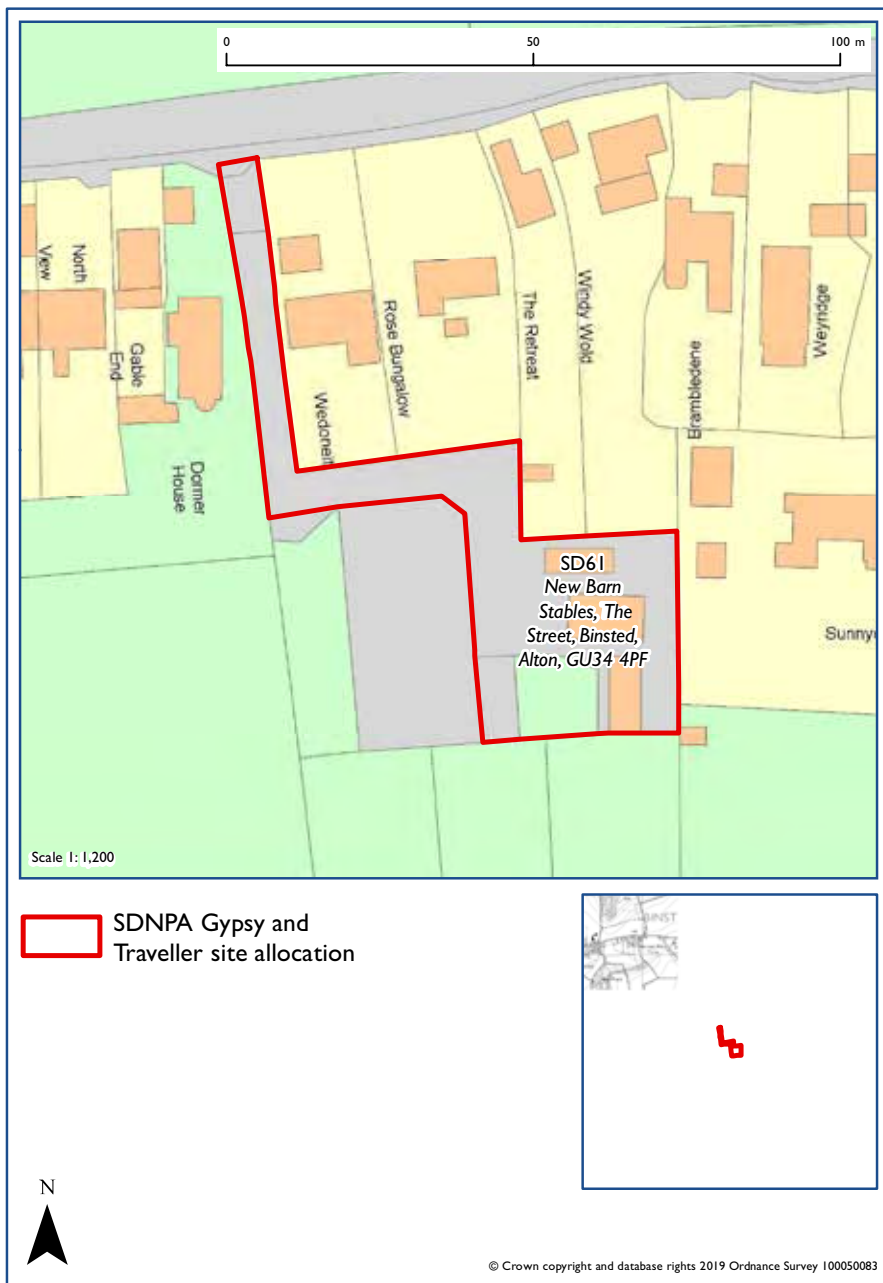 0 50 100 m
North
View
Gable
End
Dormer
House
Wedoneit
Rose Bungalow
The Retreat
Windy Wold
Brambledene
Weyridge
SD61
New Barn
Stables, The
Street, Binsted,
Alton, GU34 4PF
Sunny
Scale 1: 1,200
SDNPA Gypsy and
Traveller site allocation
BINST
N
© Crown copyright and database rights 2019 Ordnance Survey 100050083